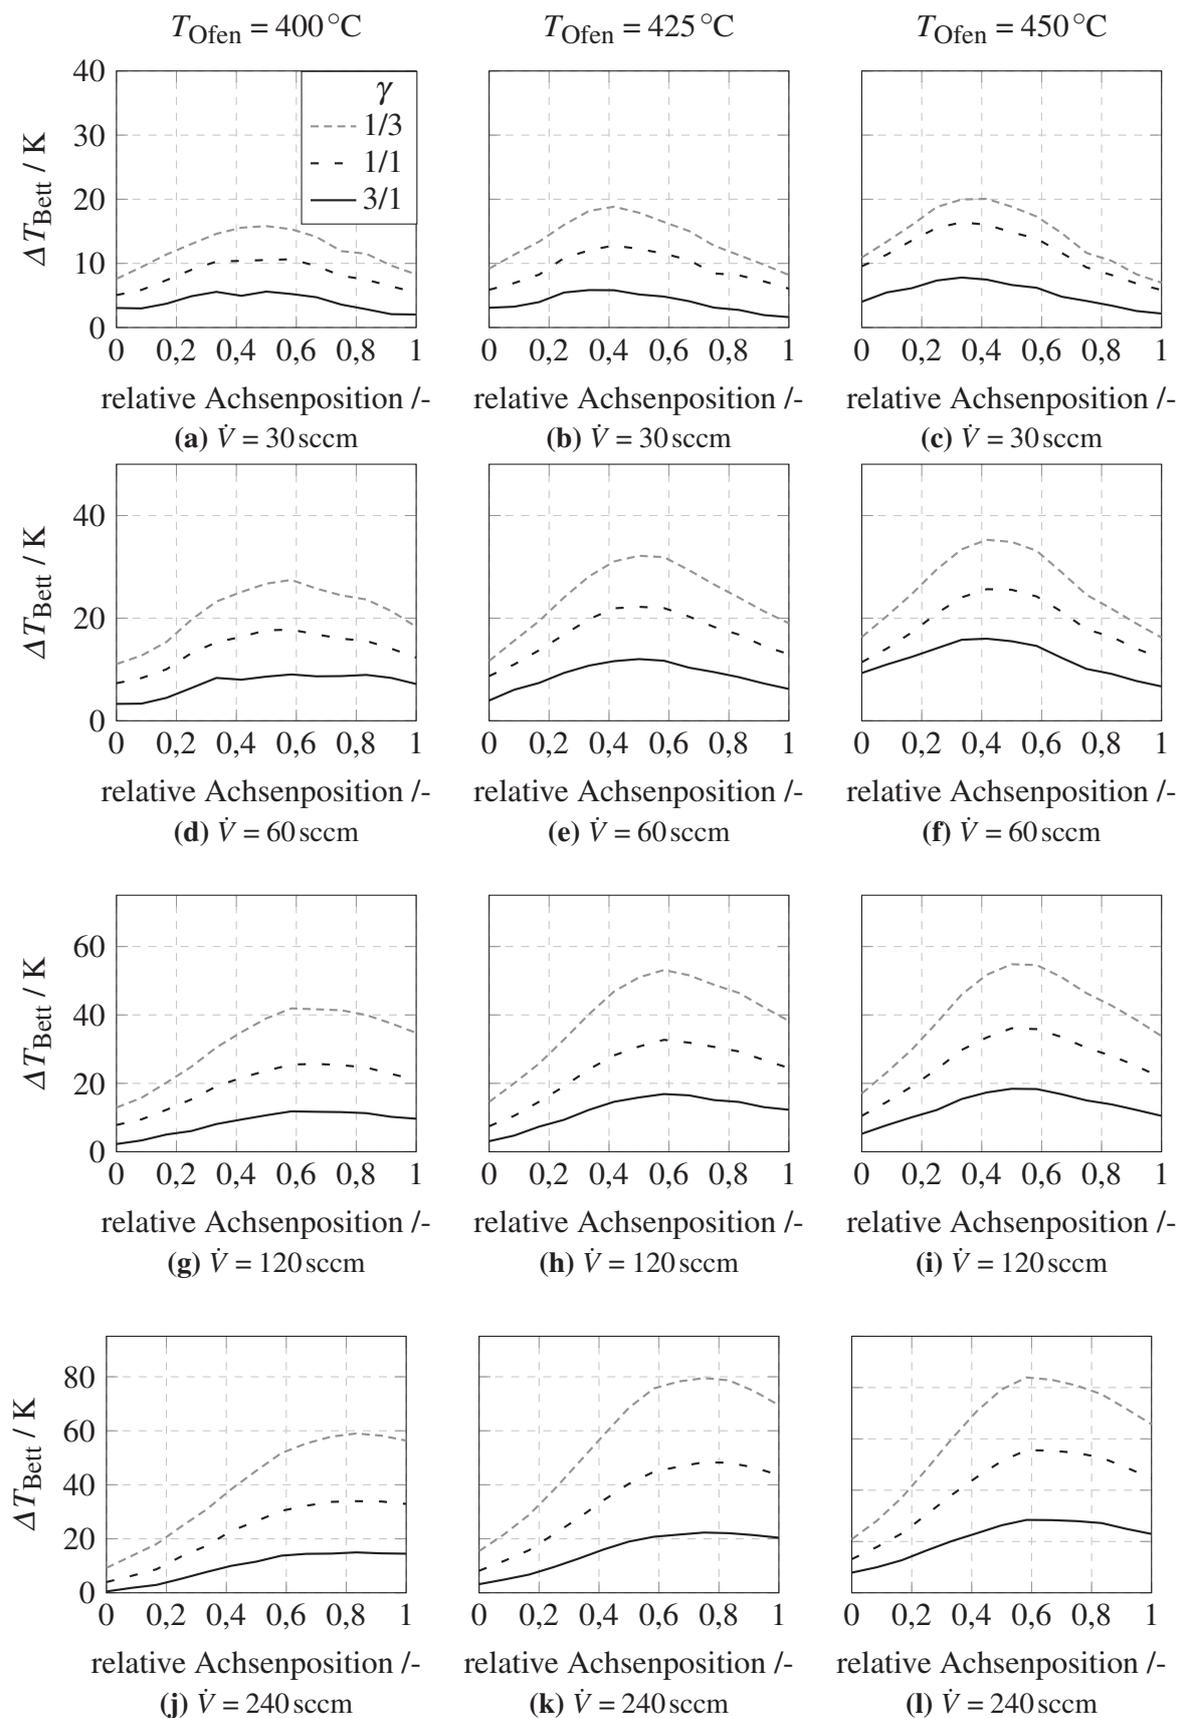 T_Ofen = 400 °C T_Ofen = 425 °C T_Ofen = 450 °C
ΔT_Bett / K
40
30
20
10
0
γ
1/3
1/1
3/1
0 0,2 0,4 0,6 0,8 1 0 0,2 0,4 0,6 0,8 1 0 0,2 0,4 0,6 0,8 1
relative Achsenposition /- relative Achsenposition /- relative Achsenposition /-
(a) V̇ = 30 sccm (b) V̇ = 30 sccm (c) V̇ = 30 sccm
ΔT_Bett / K
40
20
0
0 0,2 0,4 0,6 0,8 1 0 0,2 0,4 0,6 0,8 1 0 0,2 0,4 0,6 0,8 1
relative Achsenposition /- relative Achsenposition /- relative Achsenposition /-
(d) V̇ = 60 sccm (e) V̇ = 60 sccm (f) V̇ = 60 sccm
ΔT_Bett / K
60
40
20
0
0 0,2 0,4 0,6 0,8 1 0 0,2 0,4 0,6 0,8 1 0 0,2 0,4 0,6 0,8 1
relative Achsenposition /- relative Achsenposition /- relative Achsenposition /-
(g) V̇ = 120 sccm (h) V̇ = 120 sccm (i) V̇ = 120 sccm
ΔT_Bett / K
80
60
40
20
0
0 0,2 0,4 0,6 0,8 1 0 0,2 0,4 0,6 0,8 1 0 0,2 0,4 0,6 0,8 1
relative Achsenposition /- relative Achsenposition /- relative Achsenposition /-
(j) V̇ = 240 sccm (k) V̇ = 240 sccm (l) V̇ = 240 sccm